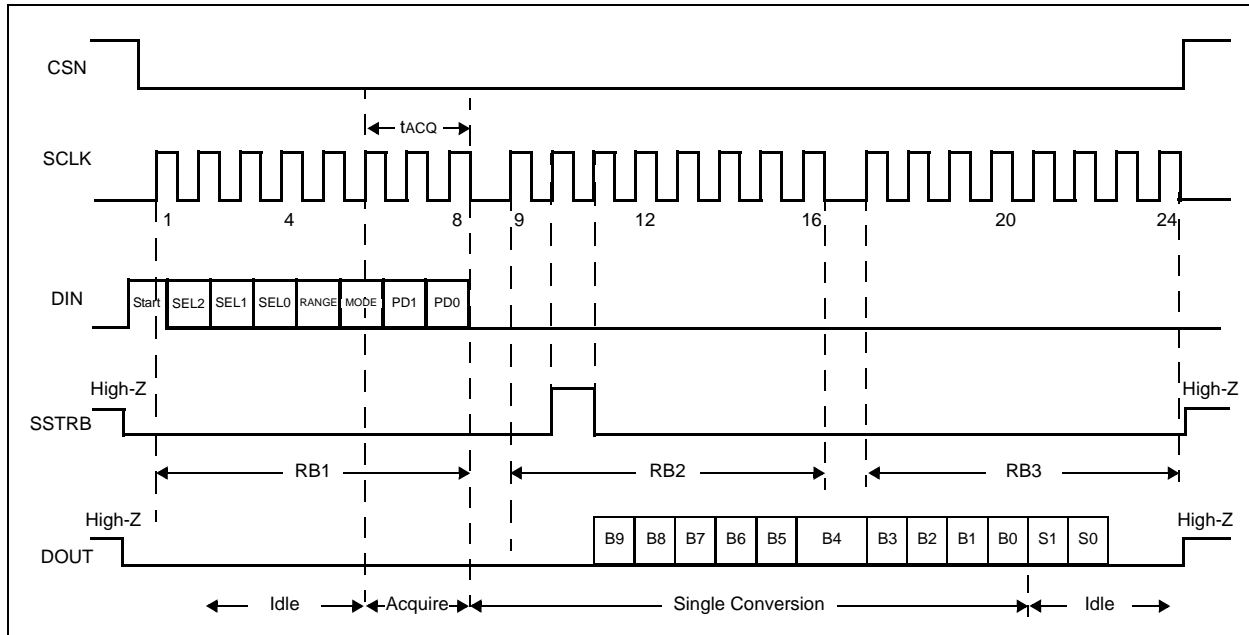 CSN
tACQ
SCLK
1 4 8 9 12 16 20 24
DIN Start SEL2 SEL1 SEL0 RANGE MODE PD1 PD0
High-Z High-Z
SSTRB
RB1 RB2 RB3
High-Z High-Z
DOUT B9 B8 B7 B6 B5 B4 B3 B2 B1 B0 S1 S0
Idle Acquire Single Conversion Idle